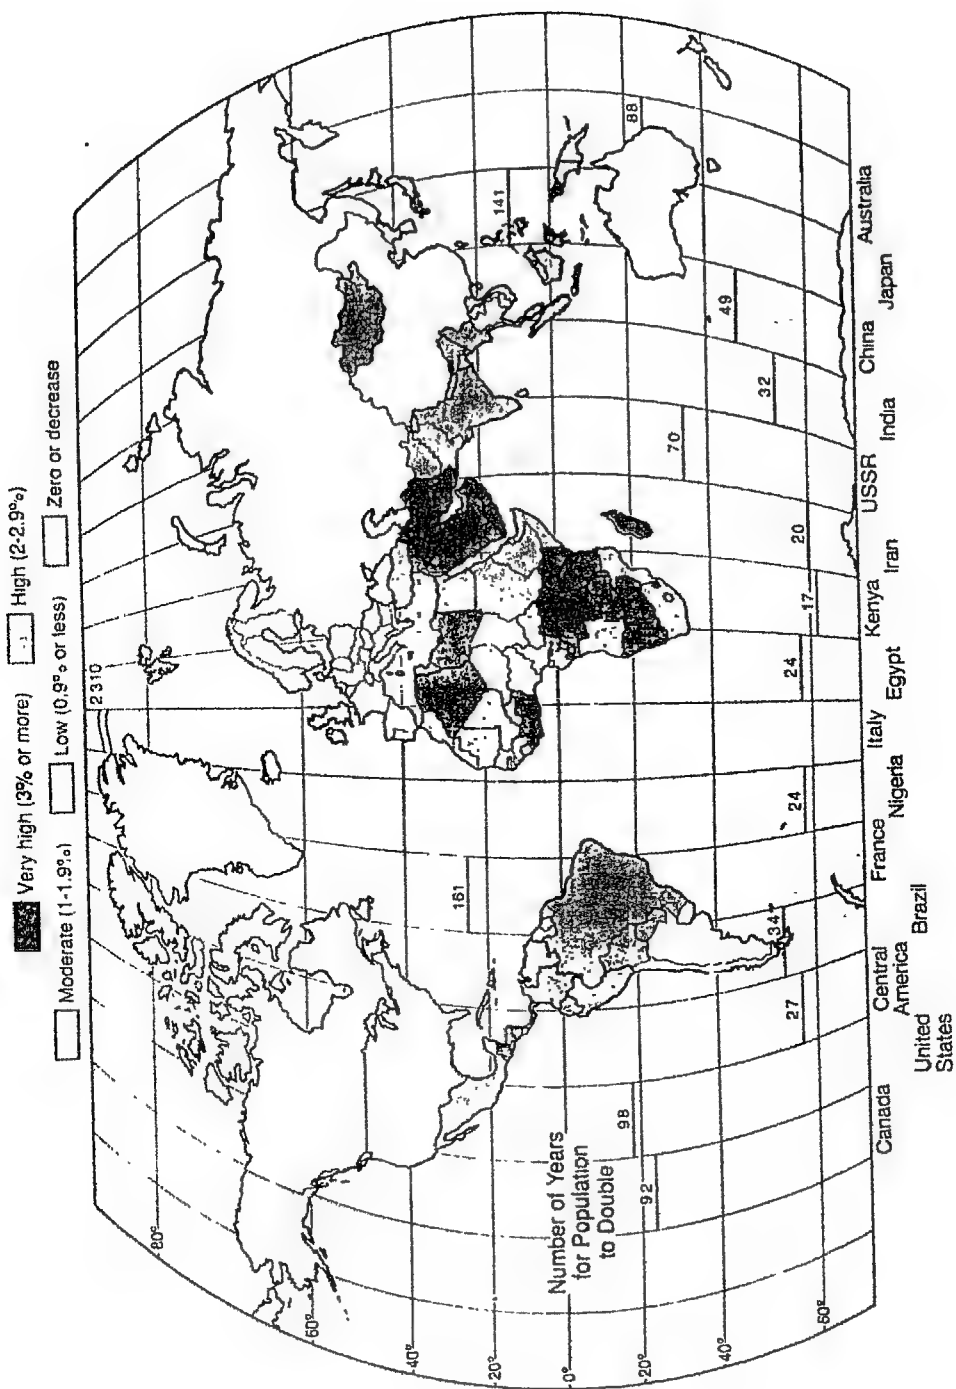 Very high (3% or more)
High (2-2.9%)
Moderate (1-1.9%)
Low (0.9% or less)
Zero or decrease
2310
80°
60°
40°
20°
0°
20°
40°
60°
Number of Years
for Population
to Double
92
98
27
34
161
24
24
17
20
70
32
49
141
88
Canada
United
States
Central
America
Brazil
France
Nigeria
Italy
Egypt
Kenya
Iran
USSR
India
China
Japan
Australia